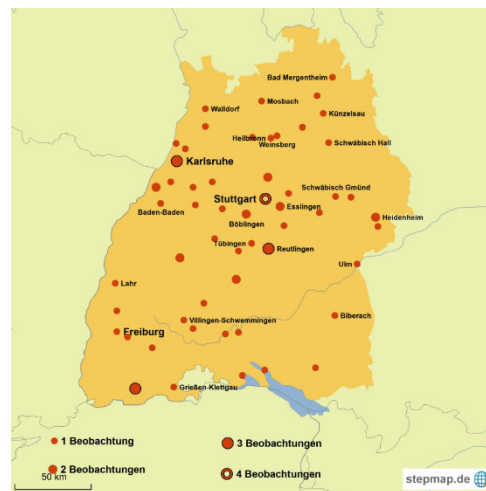 Bad Mergentheim
Mosbach
Walldorf
Künzelsau
Heilbronn
Weinsberg
Schwäbisch Hall
Karlsruhe
Schwäbisch Gmünd
Stuttgart
Esslingen
Baden-Baden
Heidenheim
Böblingen
Tübingen
Reutlingen
Ulm
Lahr
Biberach
Villingen-Schwemmingen
Freiburg
Grießen-Klettgau
1 Beobachtung
3 Beobachtungen
2 Beobachtungen
4 Beobachtungen
50 km
stepmap.de